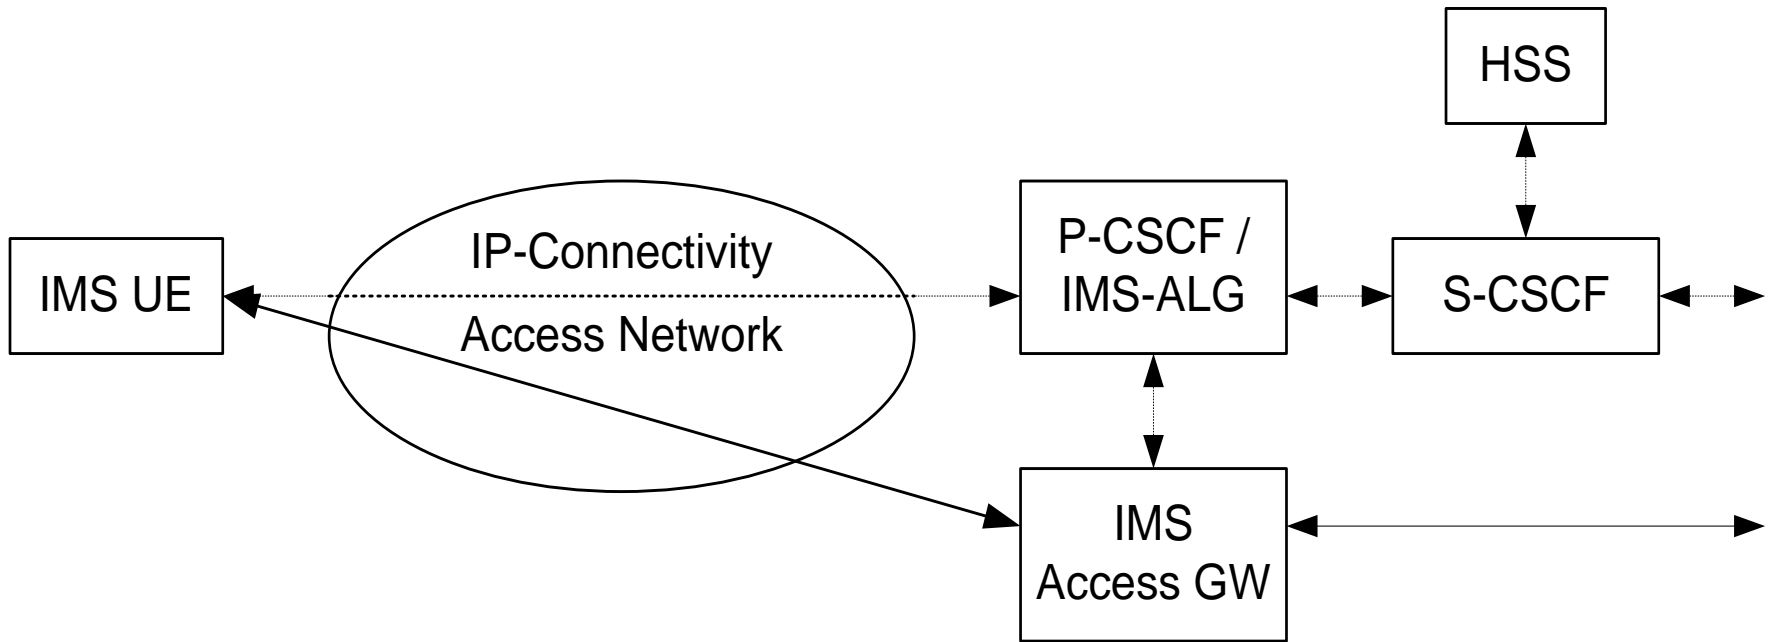 HSS
P-CSCF /
IMS-ALG
IP-Connectivity
Access Network
IMS UE
S-CSCF
IMS
Access GW